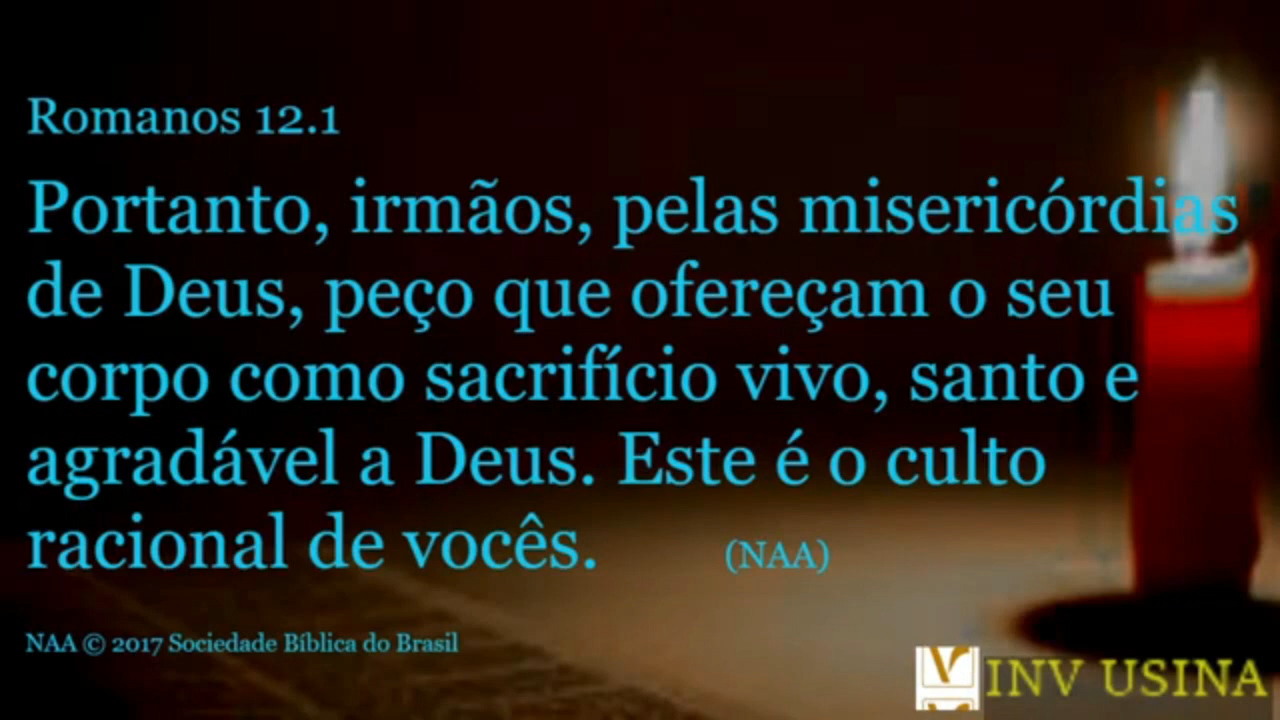 Romanos 12.1
Portanto, irmãos, pelas misericórdias
de Deus, peço que ofereçam o seu
corpo como sacrifício vivo, santo e
agradável a Deus. Este é o culto
racional de vocês. (NAA)
NAA © 2017 Sociedade Bíblica do Brasil
INV USINA